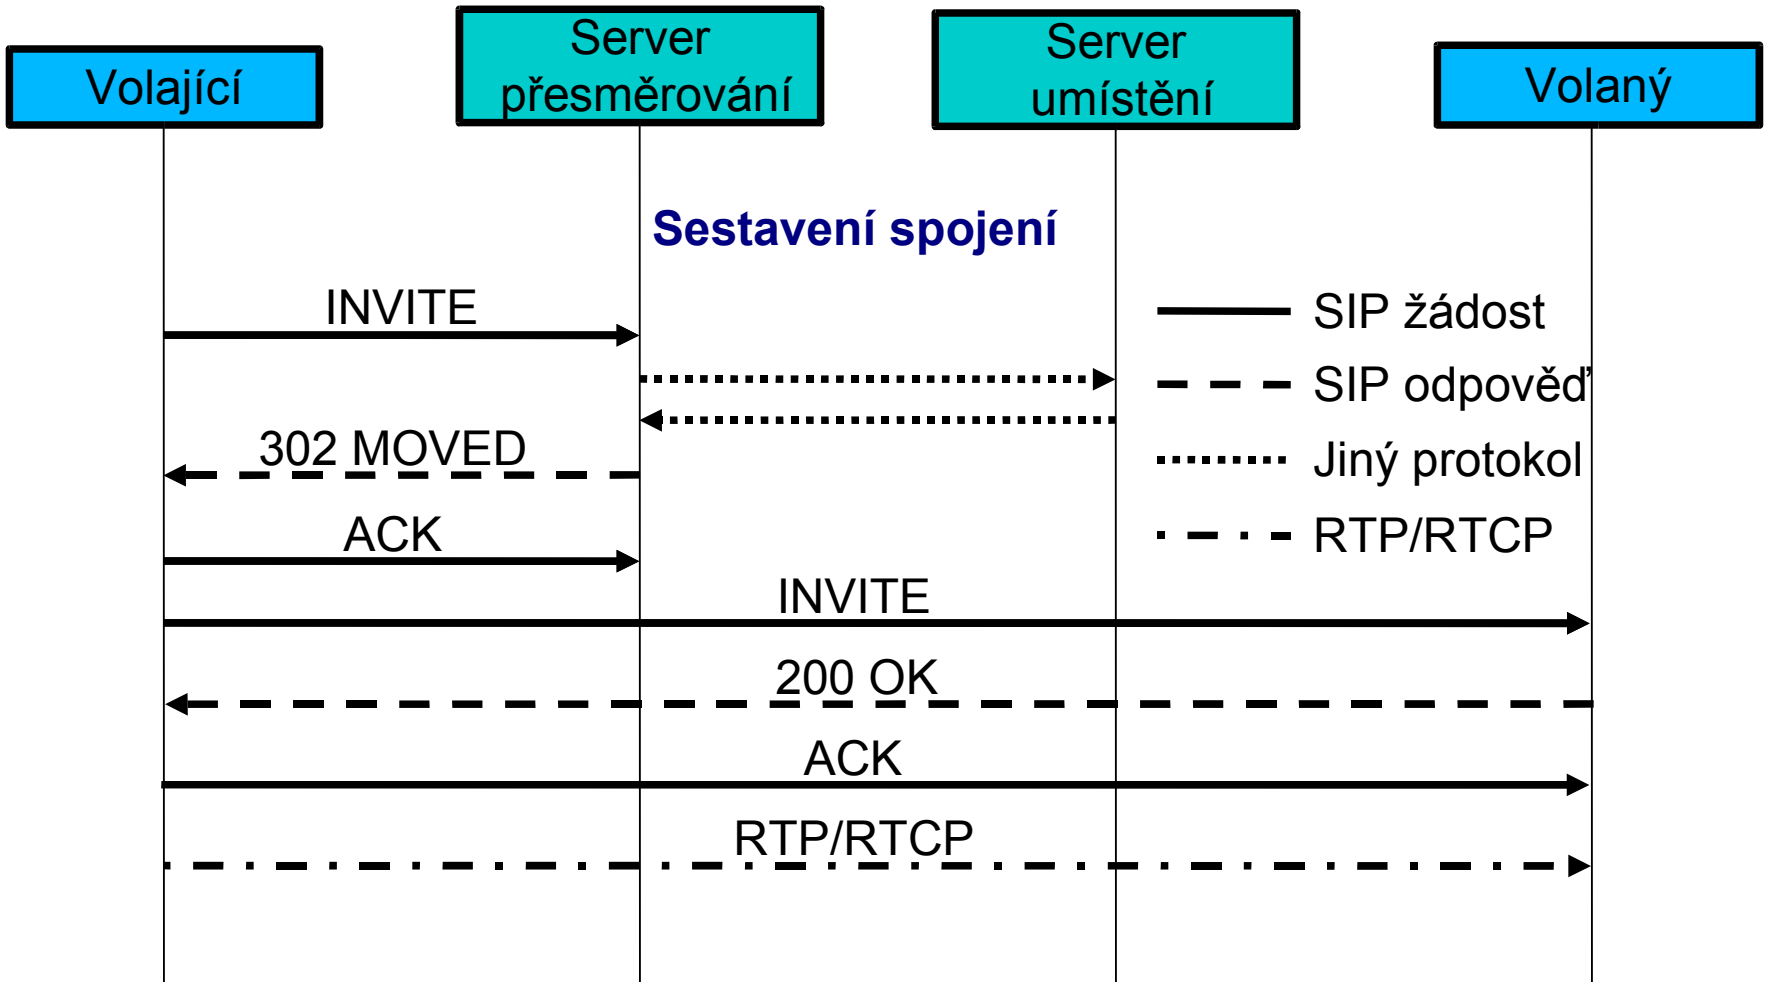 Volající
Server
přesměrování
Server
umístění
Volaný
Sestavení spojení
INVITE
SIP žádost
SIP odpověď
302 MOVED
Jiný protokol
ACK
RTP/RTCP
INVITE
200 OK
ACK
RTP/RTCP